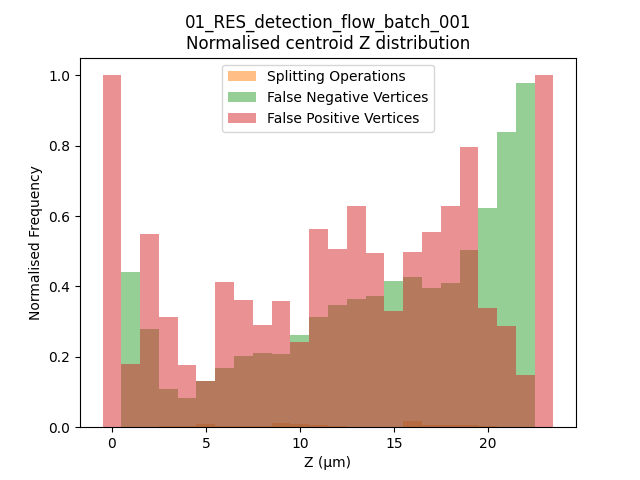 01_RES_detection_flow_batch_001
Normalised centroid Z distribution
Splitting Operations
False Negative Vertices
False Positive Vertices
Normalised Frequency
1.0
0.8
0.6
0.4
0.2
0.0
0 5 10 15 20
Z (μm)